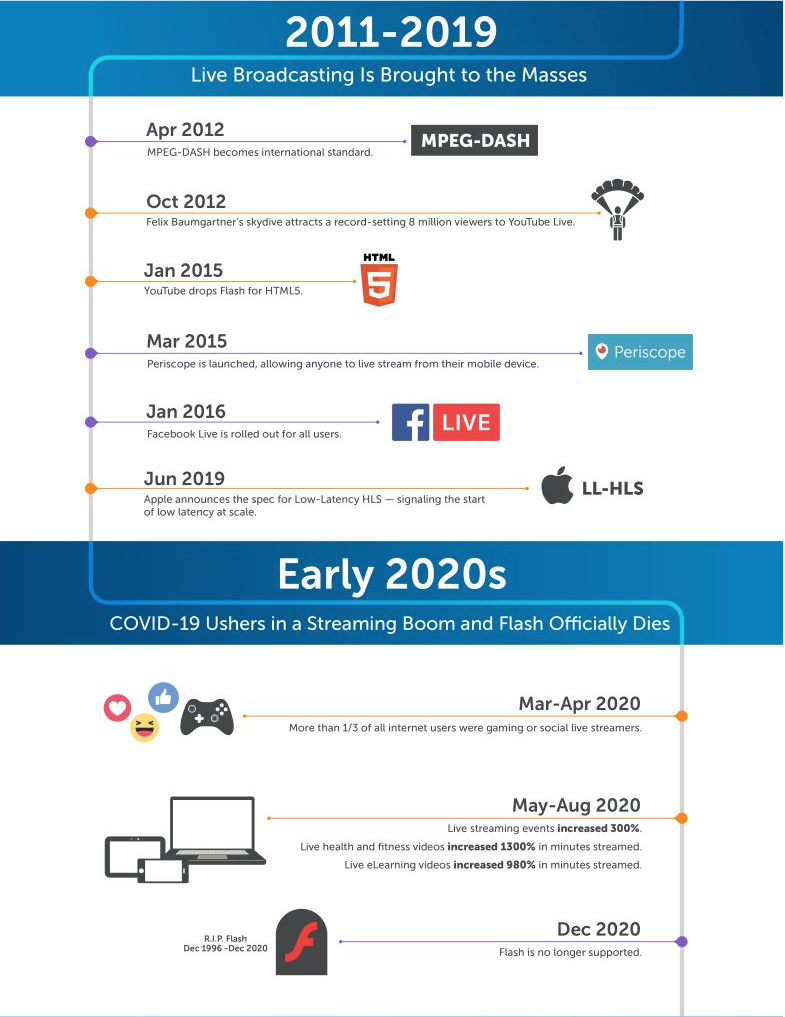 2011-2019
Live Broadcasting Is Brought to the Masses
Apr 2012
MPEG-DASH becomes international standard.
MPEG-DASH
Oct 2012
Felix Baumgartner's skydive attracts a record-setting 8 million viewers to YouTube Live.
Jan 2015
YouTube drops Flash for HTML5.
HTML
5
Mar 2015
Periscope is launched, allowing anyone to live stream from their mobile device.
Periscope
Jan 2016
Facebook Live is rolled out for all users.
f LIVE
Jun 2019
Apple announces the spec for Low-Latency HLS — signaling the start
of low latency at scale.
LL-HLS
Early 2020s
COVID-19 Ushers in a Streaming Boom and Flash Officially Dies
Mar-Apr 2020
More than 1/3 of all internet users were gaming or social live streamers.
May-Aug 2020
Live streaming events increased 300%.
Live health and fitness videos increased 1300% in minutes streamed.
Live eLearning videos increased 980% in minutes streamed.
R.I.P. Flash
Dec 1996 -Dec 2020
Dec 2020
Flash is no longer supported.